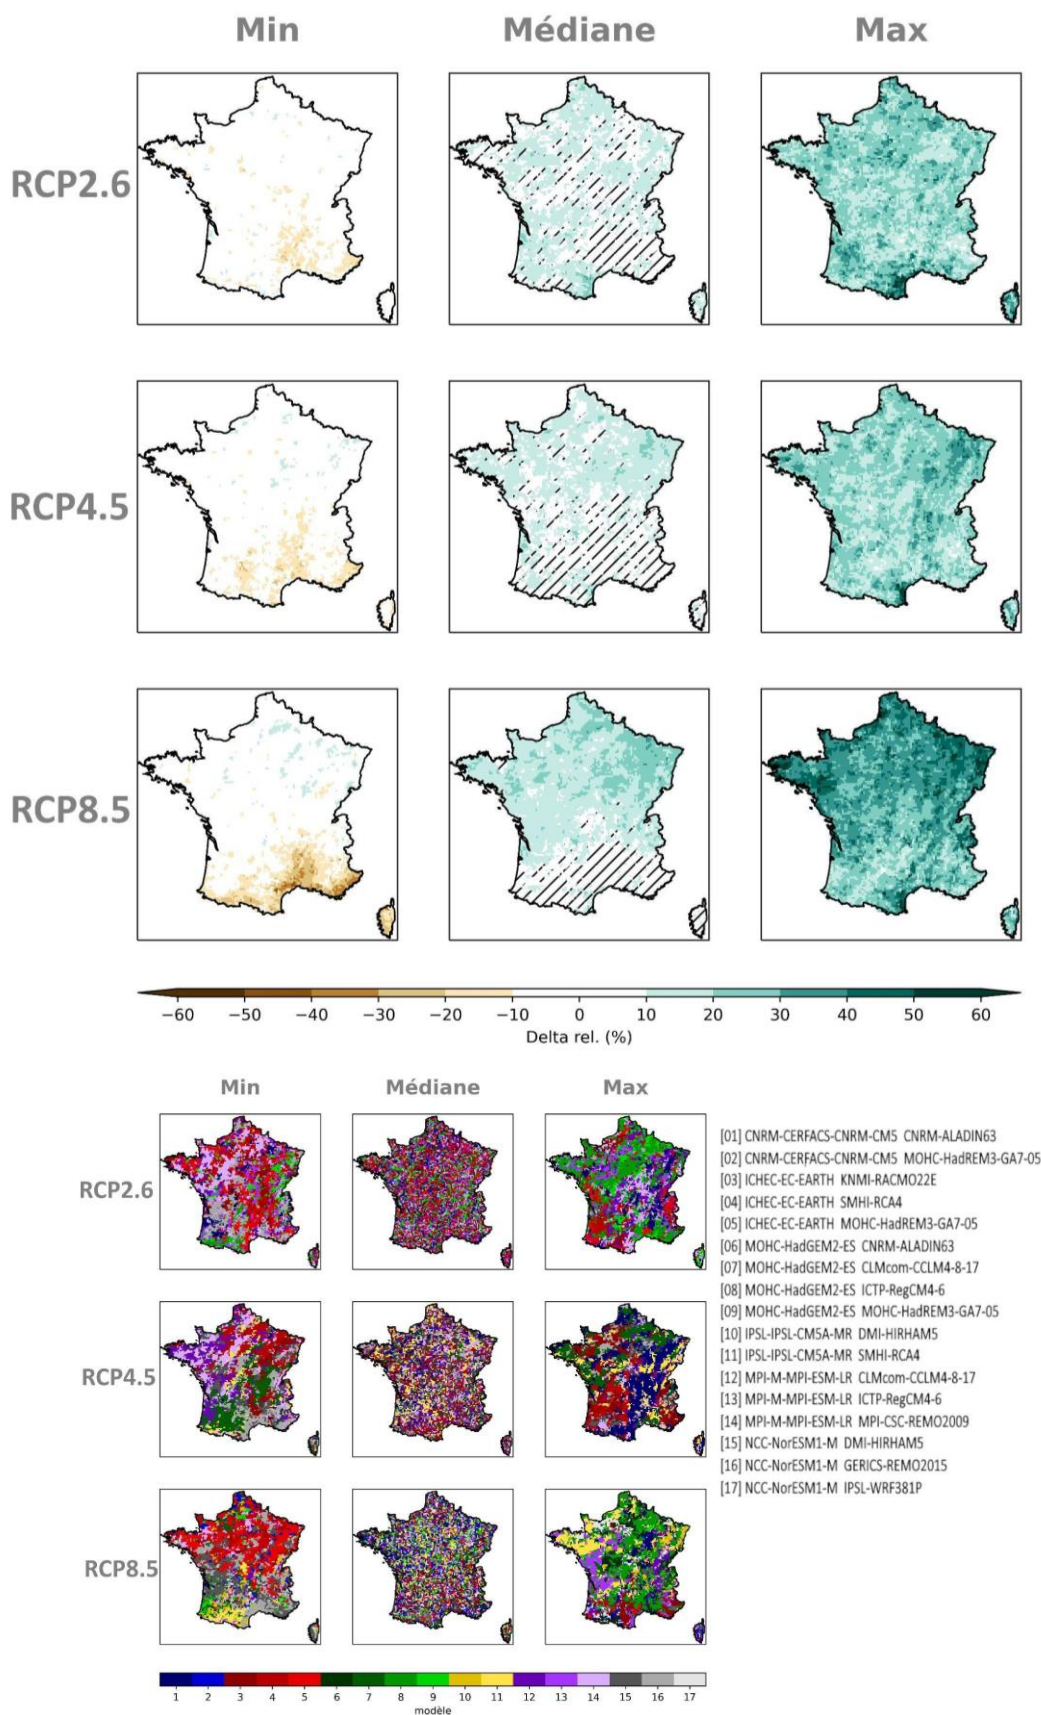 Min Médiane Max
RCP2.6
RCP4.5
RCP8.5
−60 −50 −40 −30 −20 −10 0 10 20 30 40 50 60
Delta rel. (%)
Min Médiane Max
RCP2.6
RCP4.5
RCP8.5
[01] CNRM-CERFACS-CNRM-CM5 CNRM-ALADIN63
[02] CNRM-CERFACS-CNRM-CM5 MOHC-HadREM3-GA7-05
[03] ICHEC-EC-EARTH KNMI-RACMO22E
[04] ICHEC-EC-EARTH SMHI-RCA4
[05] ICHEC-EC-EARTH MOHC-HadREM3-GA7-05
[06] MOHC-HadGEM2-ES CNRM-ALADIN63
[07] MOHC-HadGEM2-ES CLMcom-CCLM4-8-17
[08] MOHC-HadGEM2-ES ICTP-RegCM4-6
[09] MOHC-HadGEM2-ES MOHC-HadREM3-GA7-05
[10] IPSL-IPSL-CM5A-MR DMI-HIRHAM5
[11] IPSL-IPSL-CM5A-MR SMHI-RCA4
[12] MPI-M-MPI-ESM-LR CLMcom-CCLM4-8-17
[13] MPI-M-MPI-ESM-LR ICTP-RegCM4-6
[14] MPI-M-MPI-ESM-LR MPI-CSC-REMO2009
[15] NCC-NorESM1-M DMI-HIRHAM5
[16] NCC-NorESM1-M GERICS-REMO2015
[17] NCC-NorESM1-M IPSL-WRF381P
1 2 3 4 5 6 7 8 9 10 11 12 13 14 15 16 17
modèle